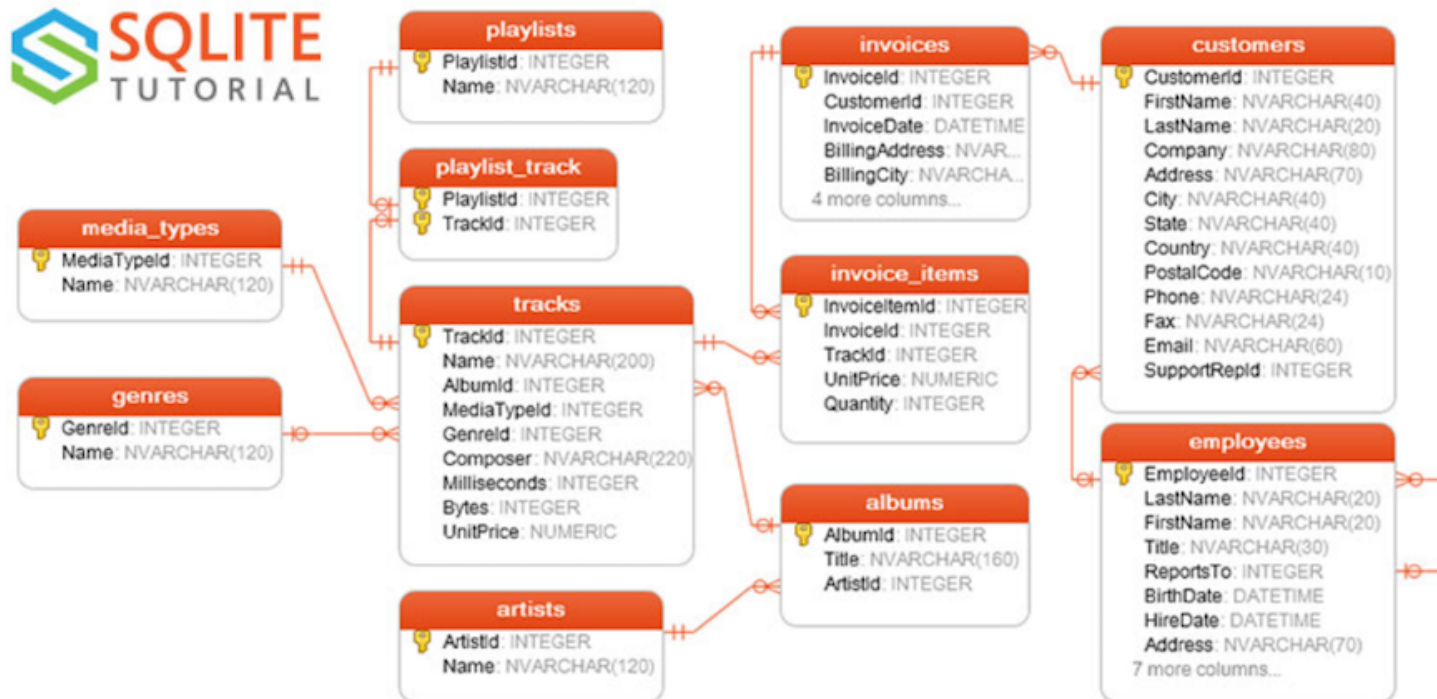 SQLITE
TUTORIAL
playlists
PlaylistId: INTEGER
Name: NVARCHAR(120)
playlist_track
PlaylistId: INTEGER
TrackId: INTEGER
media_types
MediaTypeId: INTEGER
Name: NVARCHAR(120)
genres
GenreId: INTEGER
Name: NVARCHAR(120)
tracks
TrackId: INTEGER
Name: NVARCHAR(200)
AlbumId: INTEGER
MediaTypeId: INTEGER
GenreId: INTEGER
Composer: NVARCHAR(220)
Milliseconds: INTEGER
Bytes: INTEGER
UnitPrice: NUMERIC
artists
ArtistId: INTEGER
Name: NVARCHAR(120)
invoices
InvoiceId: INTEGER
CustomerId: INTEGER
InvoiceDate: DATETIME
BillingAddress: NVAR...
BillingCity: NVARCHA...
4 more columns...
invoice_items
InvoiceItemId: INTEGER
InvoiceId: INTEGER
TrackId: INTEGER
UnitPrice: NUMERIC
Quantity: INTEGER
albums
AlbumId: INTEGER
Title: NVARCHAR(160)
ArtistId: INTEGER
customers
CustomerId: INTEGER
FirstName: NVARCHAR(40)
LastName: NVARCHAR(20)
Company: NVARCHAR(80)
Address: NVARCHAR(70)
City: NVARCHAR(40)
State: NVARCHAR(40)
Country: NVARCHAR(40)
PostalCode: NVARCHAR(10)
Phone: NVARCHAR(24)
Fax: NVARCHAR(24)
Email: NVARCHAR(60)
SupportRepId: INTEGER
employees
EmployeeId: INTEGER
LastName: NVARCHAR(20)
FirstName: NVARCHAR(20)
Title: NVARCHAR(30)
ReportsTo: INTEGER
BirthDate: DATETIME
HireDate: DATETIME
Address: NVARCHAR(70)
7 more columns...